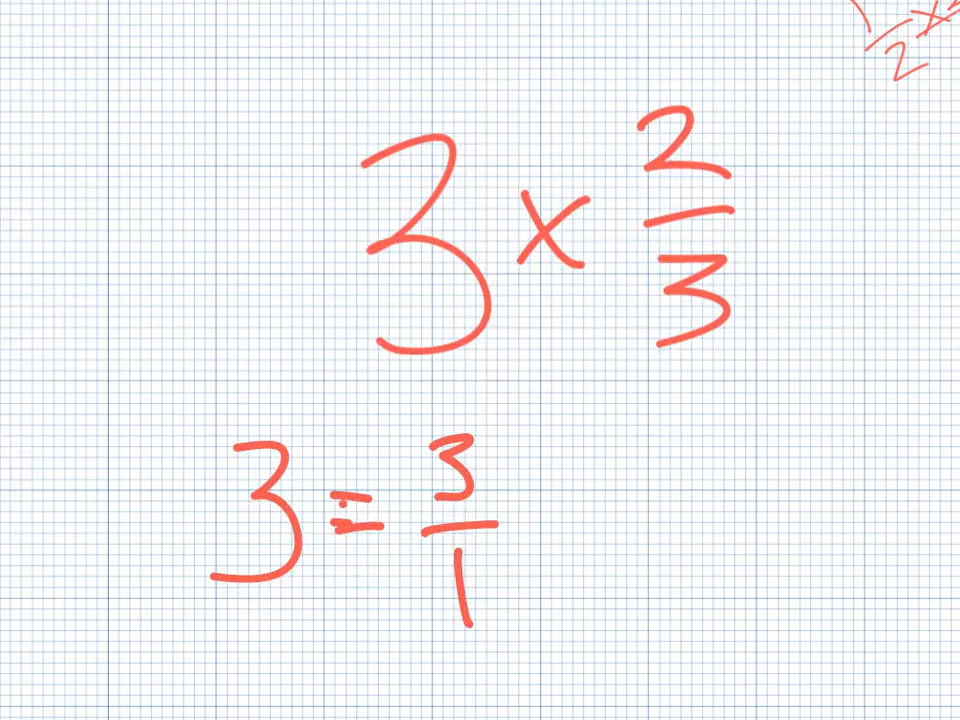 3 × 2/3
3 = 3/1